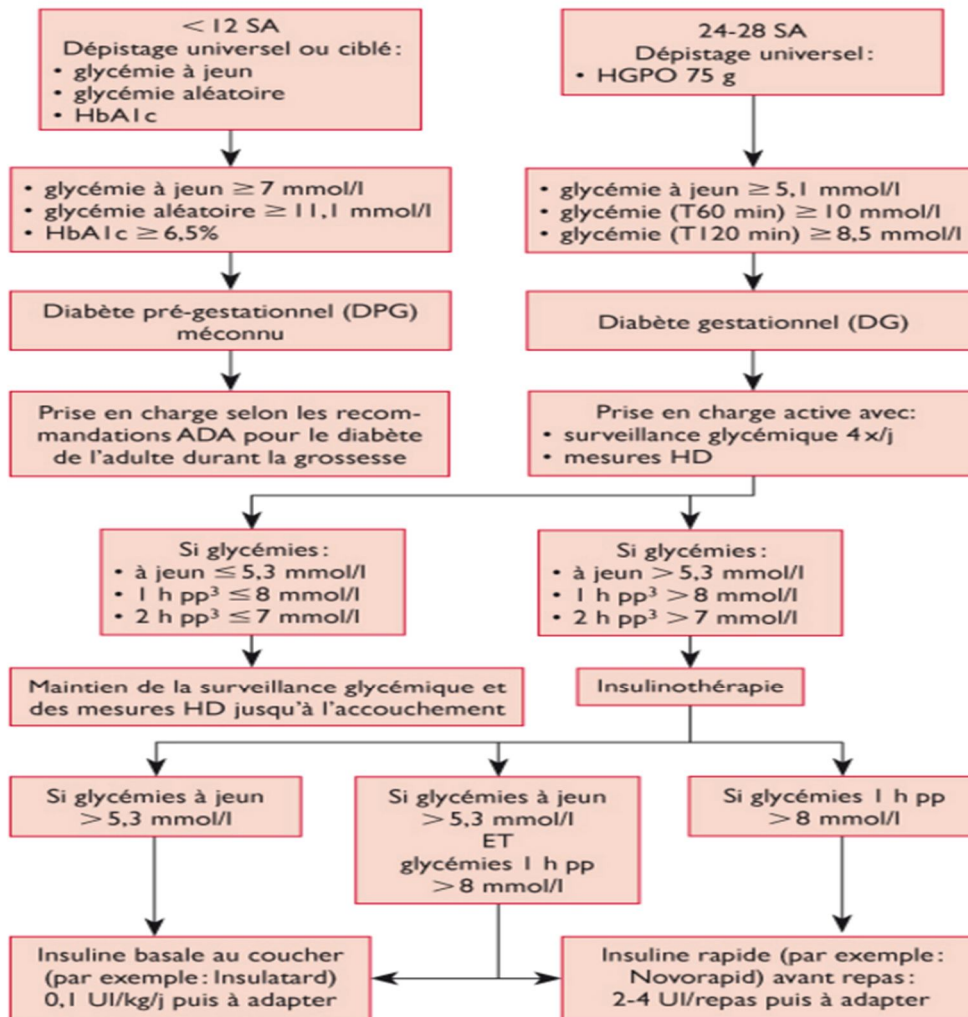 < 12 SA
Dépistage universel ou ciblé :
• glycémie à jeun
• glycémie aléatoire
• HbA1c
24-28 SA
Dépistage universel :
• HGPO 75 g
• glycémie à jeun ≥ 7 mmol/l
• glycémie aléatoire ≥ 11,1 mmol/l
• HbA1c ≥ 6,5%
• glycémie à jeun ≥ 5,1 mmol/l
• glycémie (T60 min) ≥ 10 mmol/l
• glycémie (T120 min) ≥ 8,5 mmol/l
Diabète pré-gestationnel (DPG)
méconnu
Diabète gestationnel (DG)
Prise en charge selon les recom-
mandations ADA pour le diabète
de l'adulte durant la grossesse
Prise en charge active avec:
• surveillance glycémique 4 x/j
• mesures HD
Si glycémies :
• à jeun ≤ 5,3 mmol/l
• 1 h pp³ ≤ 8 mmol/l
• 2 h pp³ ≤ 7 mmol/l
Si glycémies :
• à jeun > 5,3 mmol/l
• 1 h pp³ > 8 mmol/l
• 2 h pp³ > 7 mmol/l
Maintien de la surveillance glycémique et
des mesures HD jusqu'à l'accouchement
Insulinothérapie
Si glycémies à jeun
> 5,3 mmol/l
Si glycémies à jeun
> 5,3 mmol/l
ET
glycémies 1 h pp
> 8 mmol/l
Si glycémies 1 h pp
> 8 mmol/l
Insuline basale au coucher
(par exemple : Insulatard)
0,1 UI/kg/j puis à adapter
Insuline rapide (par exemple :
Novorapid) avant repas :
2-4 UI/repas puis à adapter